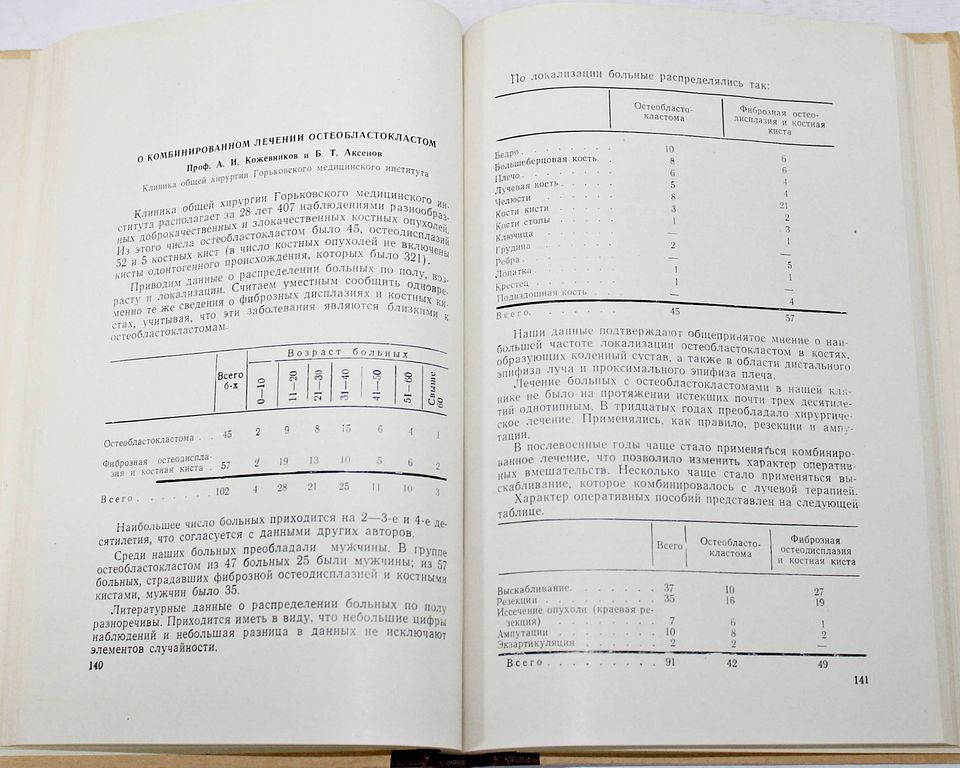 О КОМБИНИРОВАННОМ ЛЕЧЕНИИ ОСТЕОБЛАСТОКЛАСТОМ
Проф. А. И. Кожевников и Б. Т. Аксенов
Клиника общей хирургии Горьковского медицинского института
Клиника общей хирургии Горьковского медицинского ин-
ститута располагает за 28 лет 407 наблюдениями разнообраз-
ных доброкачественных и злокачественных костных опухолей.
Из этого числа остеобластокластом было 45, остеодисплазий
52 и 5 костных кист (в число костных опухолей не включены
кисты одонтогенного происхождения, которых было 321).
Приводим данные о распределении больных по полу, воз-
расту и локализации. Считаем уместным сообщить одновре-
менно те же сведения о фиброзных дисплазиях и костных ки-
стах, учитывая, что эти заболевания являются близкими к
остеобластокластомам.
Возраст больных
Всего б-х 0—10 11—20 21—30 31—40 41—50 51—60 Свыше 60
Остеобластокластома . . 45 2 9 8 15 6 4 1
Фиброзная остеодиспла-
зия и костная киста . 57 2 19 13 10 5 6 2
Всего . . . . . . . 102 4 28 21 25 11 10 3
Наибольшее число больных приходится на 2—3-е и 4-е де-
сятилетия, что согласуется с данными других авторов.
Среди наших больных преобладали мужчины. В группе
остеобластокластом из 47 больных 25 были мужчины; из 57
больных, страдавших фиброзной остеодисплазией и костными
кистами, мужчин было 35.
Литературные данные о распределении больных по полу
разноречивы. Приходится иметь в виду, что небольшие цифры
наблюдений и небольшая разница в данных не исключают
элементов случайности.
140
По локализации больные распределялись так:
Остеобласто-
кластома
Фиброзная остео-
дисплазия и костная
киста
Бедро . . . . . . . . 10 6
Большеберцовая кость . . 8 6
Плечо . . . . . . . . 6 4
Лучевая кость . . . . . 5 4
Челюсти . . . . . . 8 21
Кости кисти . . . . . 3 2
Кости стопы . . . . . 1 3
Ключица . . . . . . — 1
Грудина . . . . . . 2 —
Ребра . . . . . . . — 5
Лопатка . . . . . . 1 1
Крестец . . . . . . 1 —
Подвздошная кость . . — 4
Всего . . . . . . . 45 57
Наши данные подтверждают общепринятое мнение о наи-
большей частоте локализации остеобластокластом в костях,
образующих коленный сустав, а также в области дистального
эпифиза луча и проксимального эпифиза плеча.
Лечение больных с остеобластокластомами в нашей кли-
нике не было на протяжении истекших почти трех десятиле-
тий однотипным. В тридцатых годах преобладало хирургиче-
ское лечение. Применялись, как правило, резекции и ампу-
тации.
В послевоенные годы чаще стало применяться комбиниро-
ванное лечение, что позволило изменить характер оператив-
ных вмешательств. Несколько чаще стало применяться вы-
скабливание, которое комбинировалось с лучевой терапией.
Характер оперативных пособий представлен на следующей
таблице.
Всего
Остеобласто-
кластома
Фиброзная
остеодисплазия
и костная киста
Выскабливание . . . . . . . 37 10 27
Резекции . . . . . . . . . 35 16 19
Иссечение опухоли (краевая ре-
зекция) . . . . . . . . . 7 6 1
Ампутации . . . . . . . . 10 8 2
Экзартикуляция . . . . . . 2 2 —
Всего . . . . . . . . . 91 42 49
141